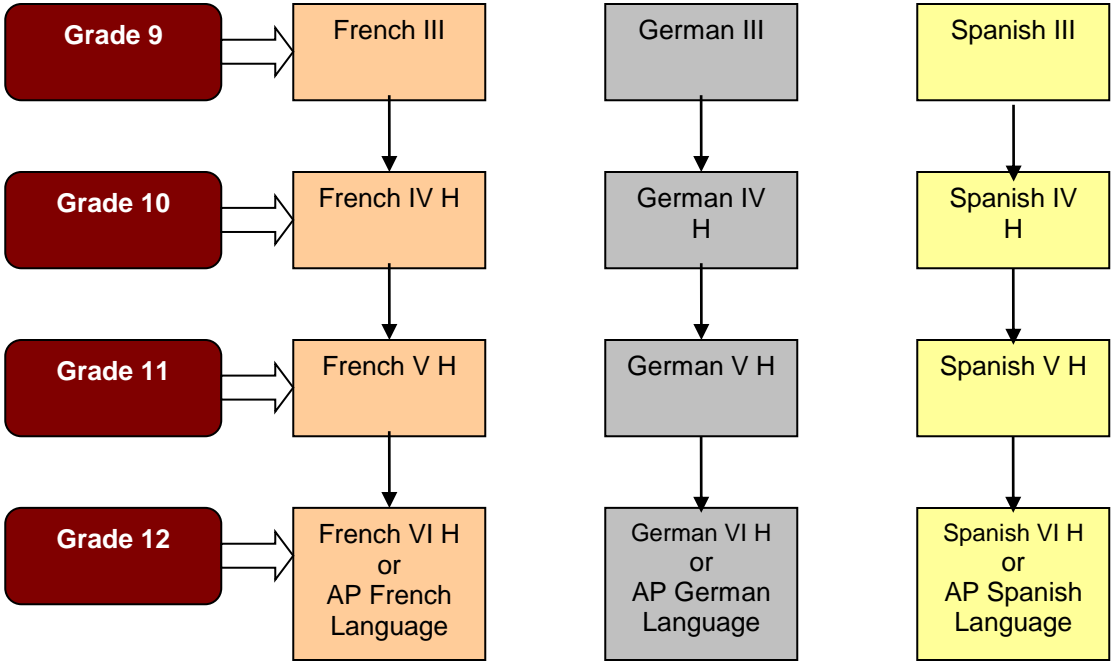 Grade 9
French III
German III
Spanish III
Grade 10
French IV H
German IV
H
Spanish IV
H
Grade 11
French V H
German V H
Spanish V H
Grade 12
French VI H
or
AP French
Language
German VI H
or
AP German
Language
Spanish VI H
or
AP Spanish
Language